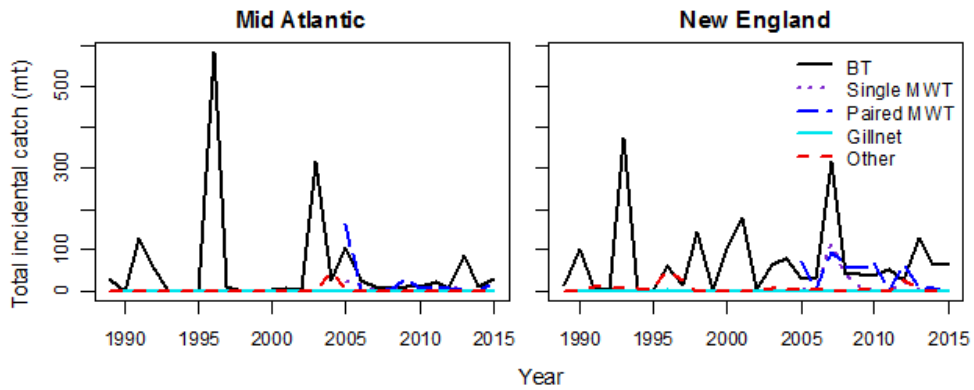 Mid Atlantic
New England
Total incidental catch (mt)
0 100 300 500
BT
Single MWT
Paired MWT
Gillnet
Other
1990 1995 2000 2005 2010 2015
1990 1995 2000 2005 2010 2015
Year